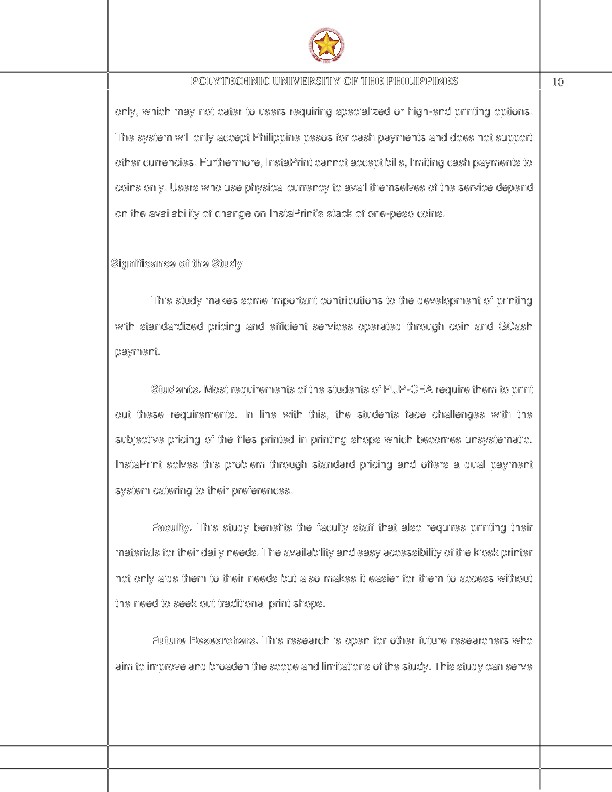 POLYTECHNIC UNIVERSITY OF THE PHILIPPINES
10
only, which may not cater to users requiring specialized or high-end printing options.
The system will only accept Philippine pesos for cash payments and does not support
other currencies. Furthermore, InstaPrint cannot accept bills, limiting cash payments to
coins only. Users who use physical currency to avail themselves of the service depend
on the availability of change on InstaPrint's stack of one-peso coins.
Significance of the Study
This study makes some important contributions to the development of printing
with standardized pricing and efficient services operated through coin and GCash
payment.
Students. Most requirements of the students of PUP-CEA require them to print
out these requirements. In line with this, the students face challenges with the
subjective pricing of the files printed in printing shops which becomes unsystematic.
InstaPrint solves this problem through standard pricing and offers a dual payment
system catering to their preferences.
Faculty. This study benefits the faculty staff that also requires printing their
materials for their daily needs. The availability and easy accessibility of the kiosk printer
not only aids them to their needs but also makes it easier for them to access without
the need to seek out traditional print shops.
Future Researchers. This research is open for other future researchers who
aim to improve and broaden the scope and limitations of the study. This study can serve